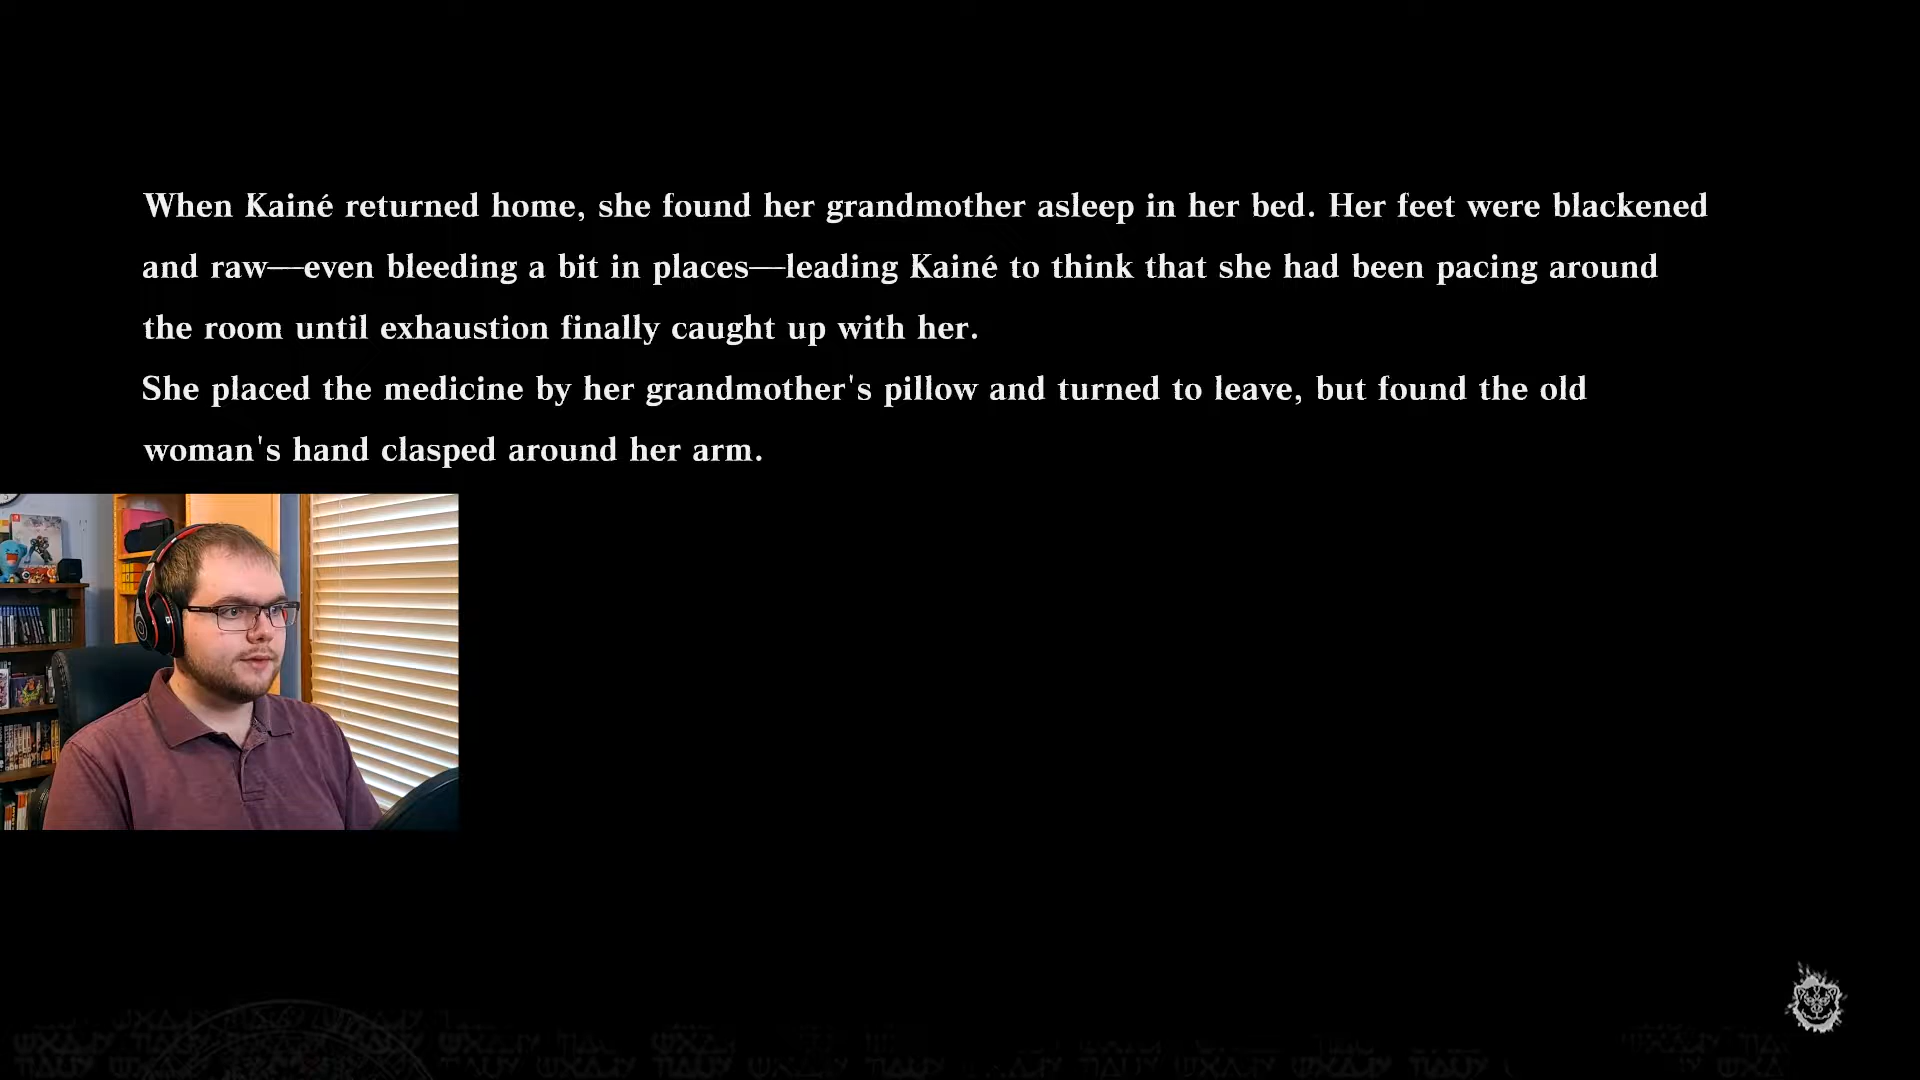 When Kainé returned home, she found her grandmother asleep in her bed. Her feet were blackened
and raw—even bleeding a bit in places—leading Kainé to think that she had been pacing around
the room until exhaustion finally caught up with her.
She placed the medicine by her grandmother's pillow and turned to leave, but found the old
woman's hand clasped around her arm.